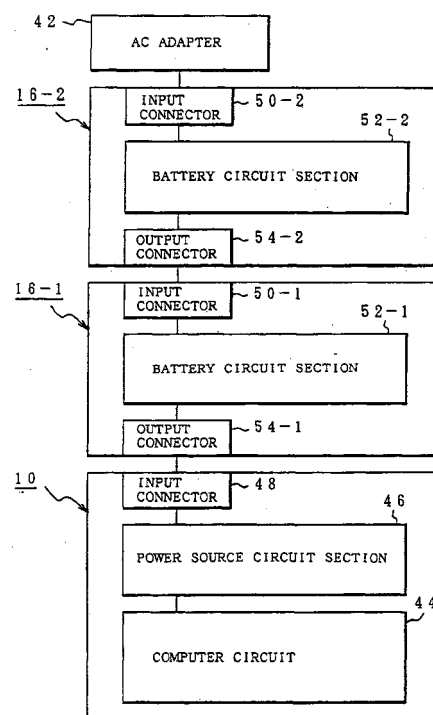 42
AC ADAPTER
16-2
INPUT
CONNECTOR
50-2
52-2
BATTERY CIRCUIT SECTION
OUTPUT
CONNECTOR
54-2
16-1
INPUT
CONNECTOR
50-1
52-1
BATTERY CIRCUIT SECTION
OUTPUT
CONNECTOR
54-1
10
INPUT
CONNECTOR
48
46
POWER SOURCE CIRCUIT SECTION
44
COMPUTER CIRCUIT